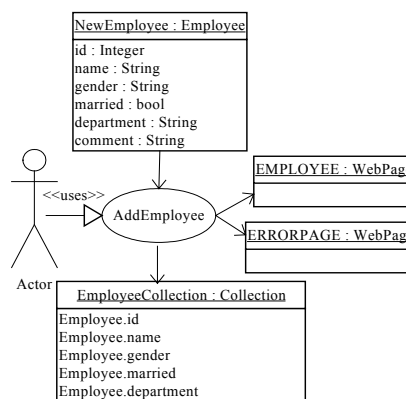 NewEmployee : Employee
id : Integer
name : String
gender : String
married : bool
department : String
comment : String
<<uses>>
EMPLOYEE : WebPag
AddEmployee
ERRORPAGE : WebPag
Actor
EmployeeCollection : Collection
Employee.id
Employee.name
Employee.gender
Employee.married
Employee.department